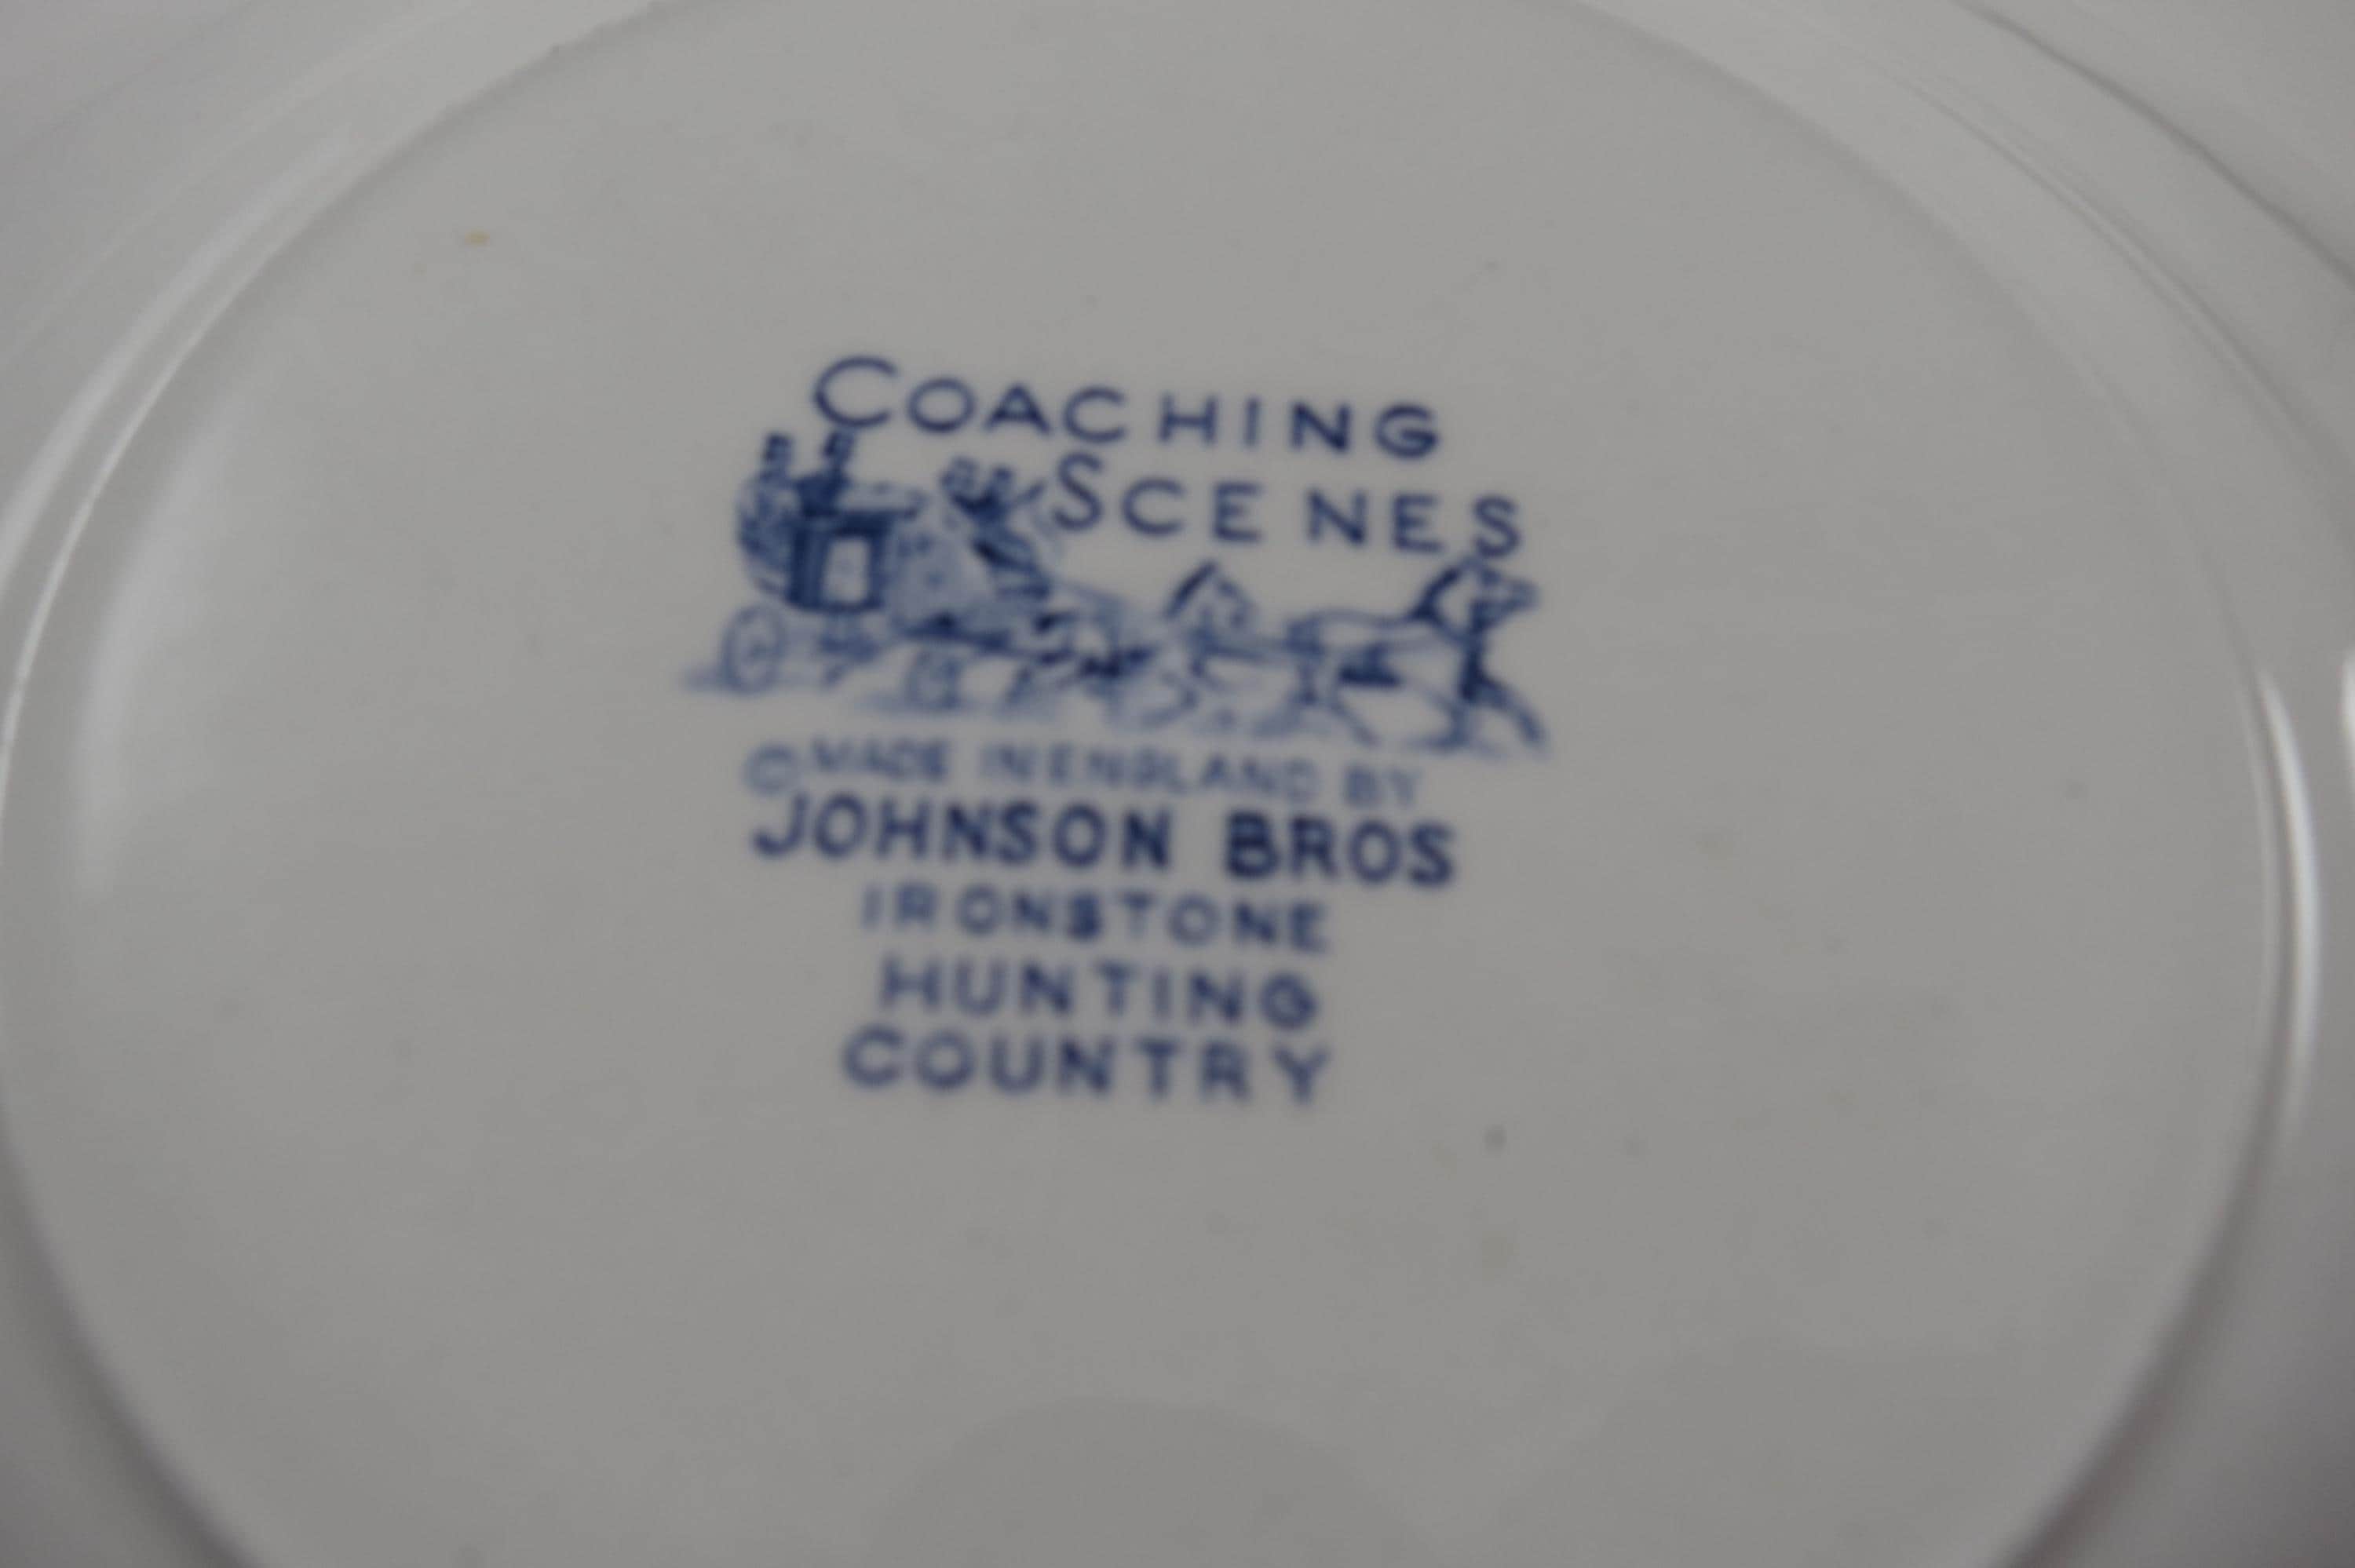 COACHING
SCENES
© MADE IN ENGLAND BY
JOHNSON BROS
IRONSTONE
HUNTING
COUNTRY